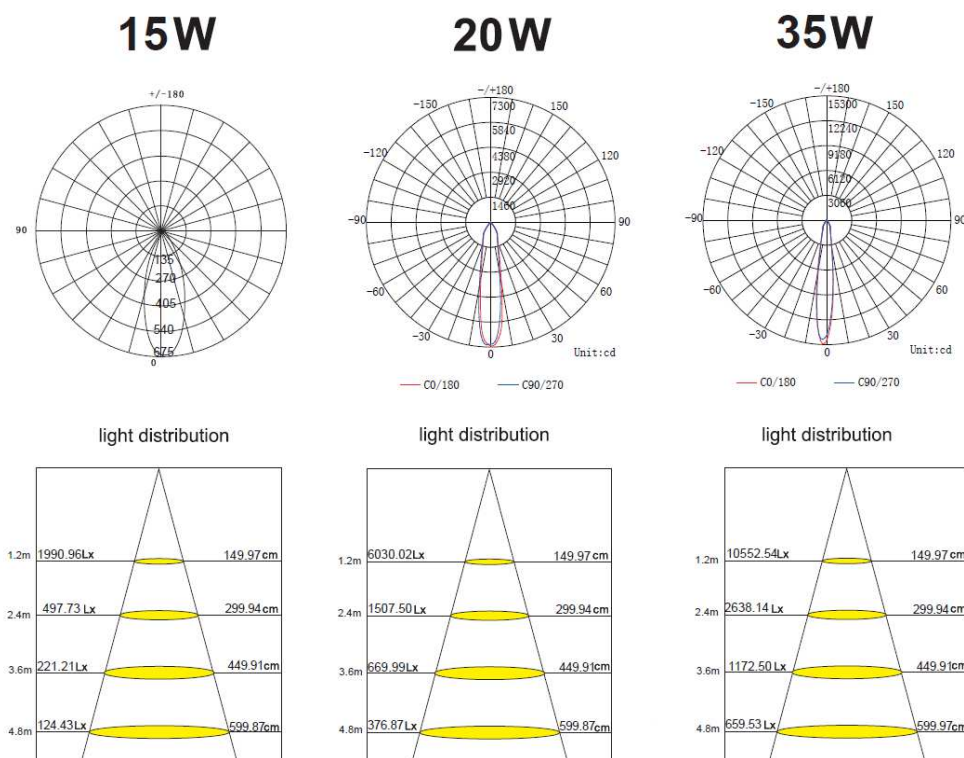 15W
20W
35W
+/-180
90
135
270
405
540
675
0
-/+180
-150
7300
150
5840
-120
4380
120
2920
1460
-90
90
-60
60
-30
30
0
Unit:cd
C0/180
C90/270
-/+180
-150
15300
150
12240
-120
9180
120
6120
3060
-90
90
-60
60
-30
30
0
Unit:cd
C0/180
C90/270
light distribution
light distribution
light distribution
1.2m 1990.96Lx 149.97cm
2.4m 497.73 Lx 299.94cm
3.6m 221.21Lx 449.91cm
4.8m 124.43Lx 599.87cm
1.2m 6030.02Lx 149.97cm
2.4m 1507.50 Lx 299.94cm
3.6m 669.99Lx 449.91cm
4.8m 376.87 Lx 599.87cm
1.2m 10552.54Lx 149.97cm
2.4m 2638.14 Lx 299.94cm
3.6m 1172.50 Lx 449.91cm
4.8m 659.53 Lx 599.97cm